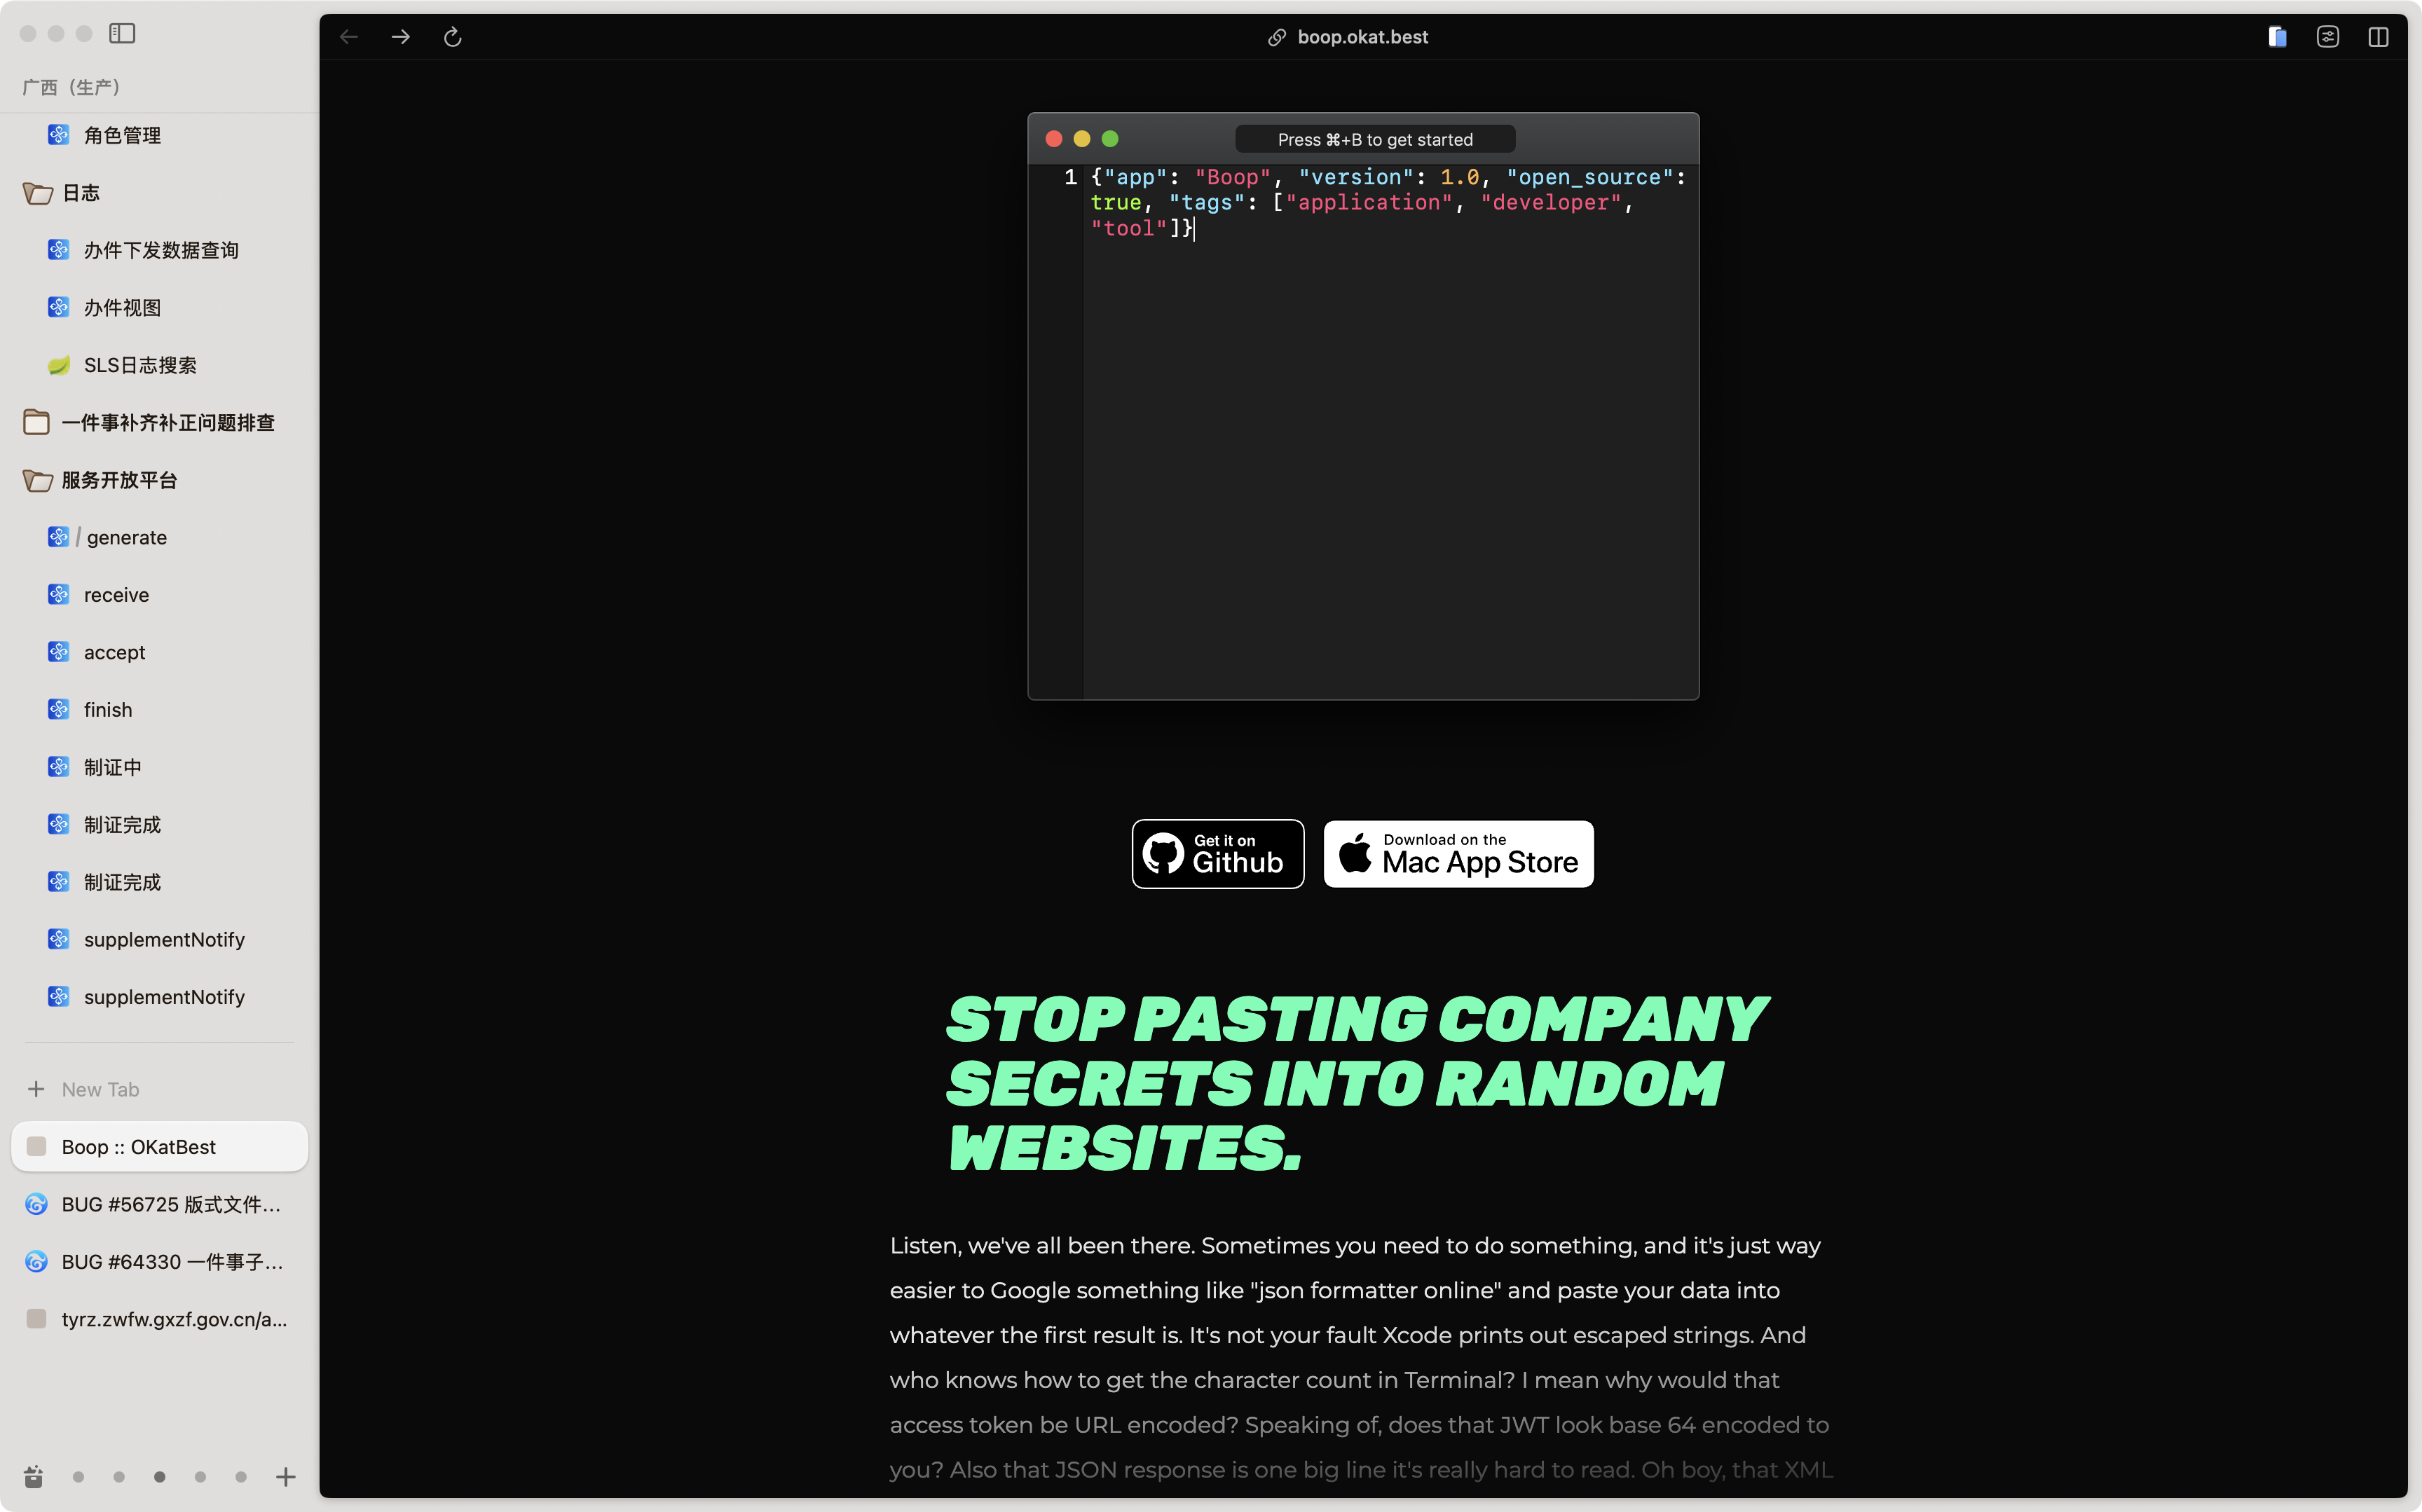 广西（生产）
角色管理
日志
办件下发数据查询
办件视图
SLS日志搜索
一件事补齐补正问题排查
服务开放平台
/ generate
receive
accept
finish
制证中
制证完成
制证完成
supplementNotify
supplementNotify
New Tab
Boop :: OKatBest
BUG #56725 版式文件...
BUG #64330 一件事子...
tyrz.zwfw.gxzf.gov.cn/a...
boop.okat.best
Press ⌘+B to get started
1 {"app": "Boop", "version": 1.0, "open_source":
true, "tags": ["application", "developer",
"tool"]}
Get it on
Github
Download on the
Mac App Store
STOP PASTING COMPANY
SECRETS INTO RANDOM
WEBSITES.
Listen, we've all been there. Sometimes you need to do something, and it's just way
easier to Google something like "json formatter online" and paste your data into
whatever the first result is. It's not your fault Xcode prints out escaped strings. And
who knows how to get the character count in Terminal? I mean why would that
access token be URL encoded? Speaking of, does that JWT look base 64 encoded to
you? Also that JSON response is one big line it's really hard to read. Oh boy, that XML